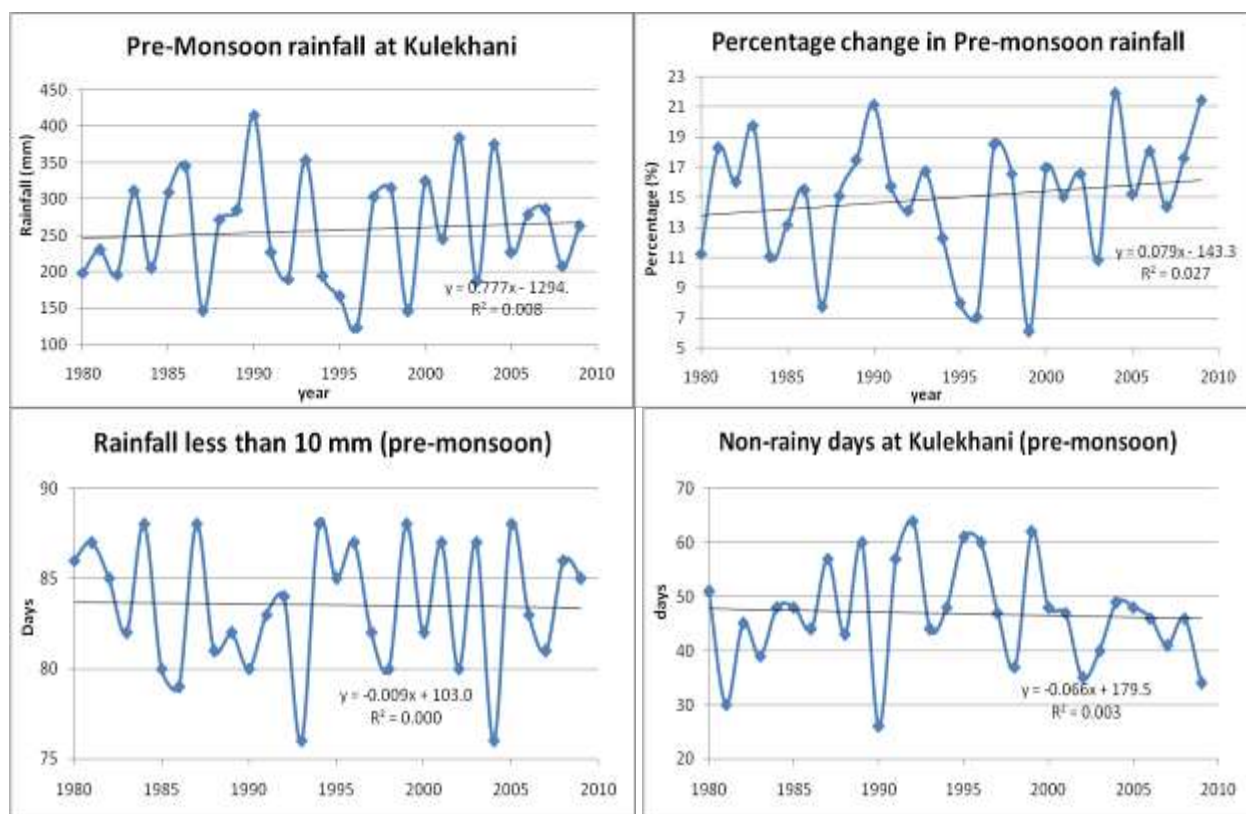 Pre-Monsoon rainfall at Kulekhani
450
400
350
300
250
200
150
100
Rainfall (mm)
y = 0.777x - 1294.
R² = 0.008
1980 1985 1990 1995 2000 2005 2010
year
Percentage change in Pre-monsoon rainfall
23
21
19
17
15
13
11
9
7
5
Percentage (%)
y = 0.079x - 143.3
R² = 0.027
1980 1985 1990 1995 2000 2005 2010
year
Rainfall less than 10 mm (pre-monsoon)
90
85
80
75
Days
y = -0.009x + 103.0
R² = 0.000
1980 1985 1990 1995 2000 2005 2010
Non-rainy days at Kulekhani (pre-monsoon)
70
60
50
40
30
20
days
y = -0.066x + 179.5
R² = 0.003
1980 1985 1990 1995 2000 2005 2010